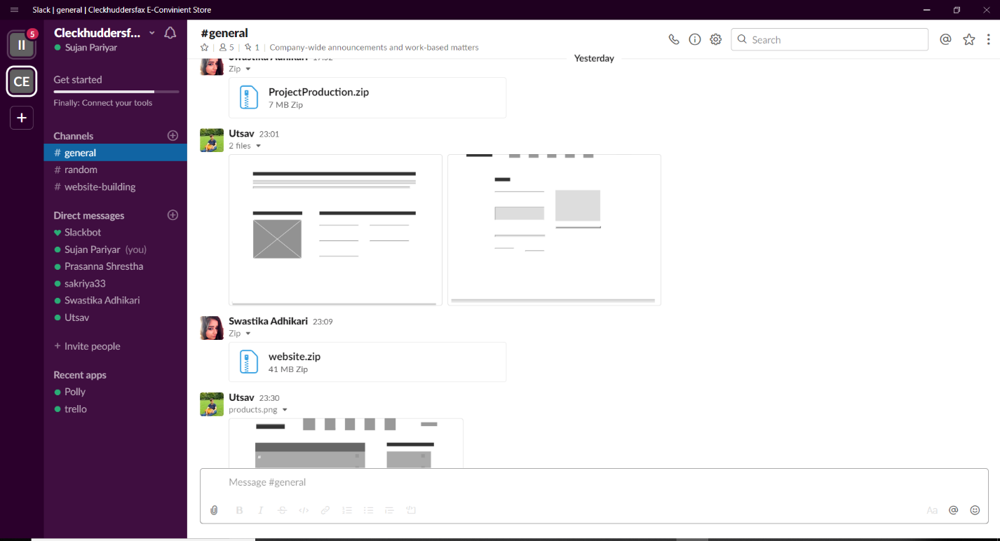 Slack | general | Cleckhuddersfax E-Convinient Store
5
II
CE
Cleckhuddersf...
Sujan Pariyar
Get started
Finally: Connect your tools
Channels
# general
# random
# website-building
Direct messages
Slackbot
Sujan Pariyar (you)
Prasanna Shrestha
sakriya33
Swastika Adhikari
Utsav
+ Invite people
Recent apps
Polly
trello
#general
5 | 1 | Company-wide announcements and work-based matters
Search
Yesterday
Swastika Adhikari 17:52
Zip
ProjectProduction.zip
7 MB Zip
Utsav 23:01
2 files
Swastika Adhikari 23:09
Zip
website.zip
41 MB Zip
Utsav 23:30
products.png
Message #general
B I S </>
Aa @